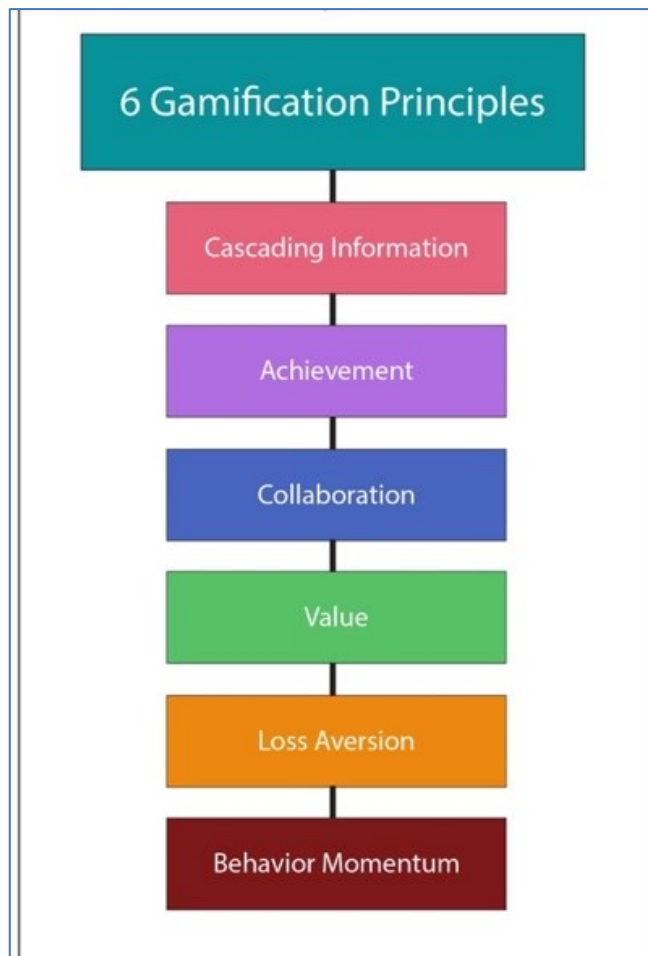 6 Gamification Principles
Cascading Information
Achievement
Collaboration
Value
Loss Aversion
Behavior Momentum